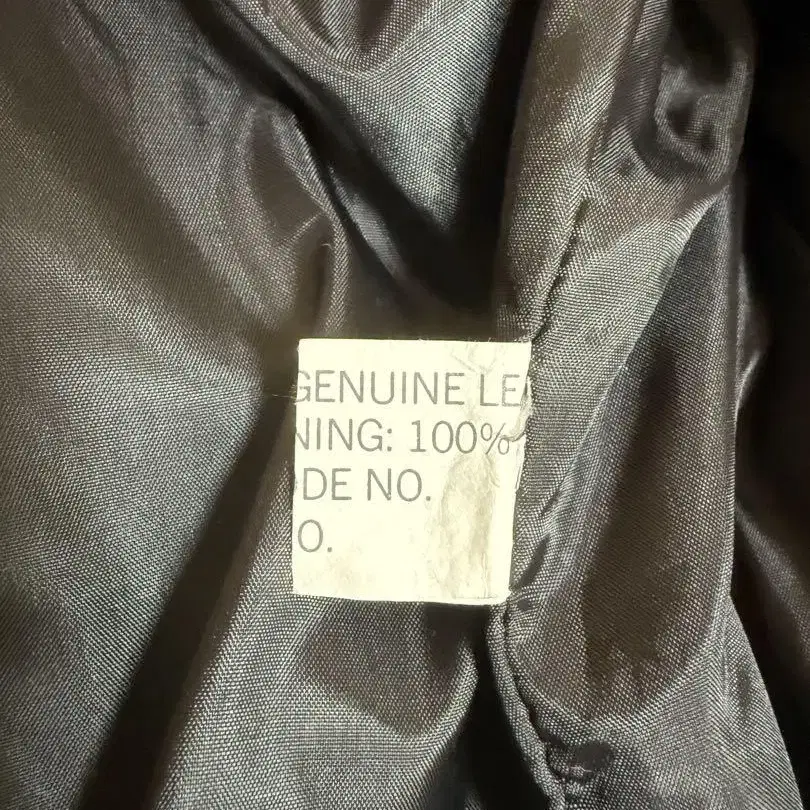 GENUINE LE
NING: 100%
DE NO.
O.